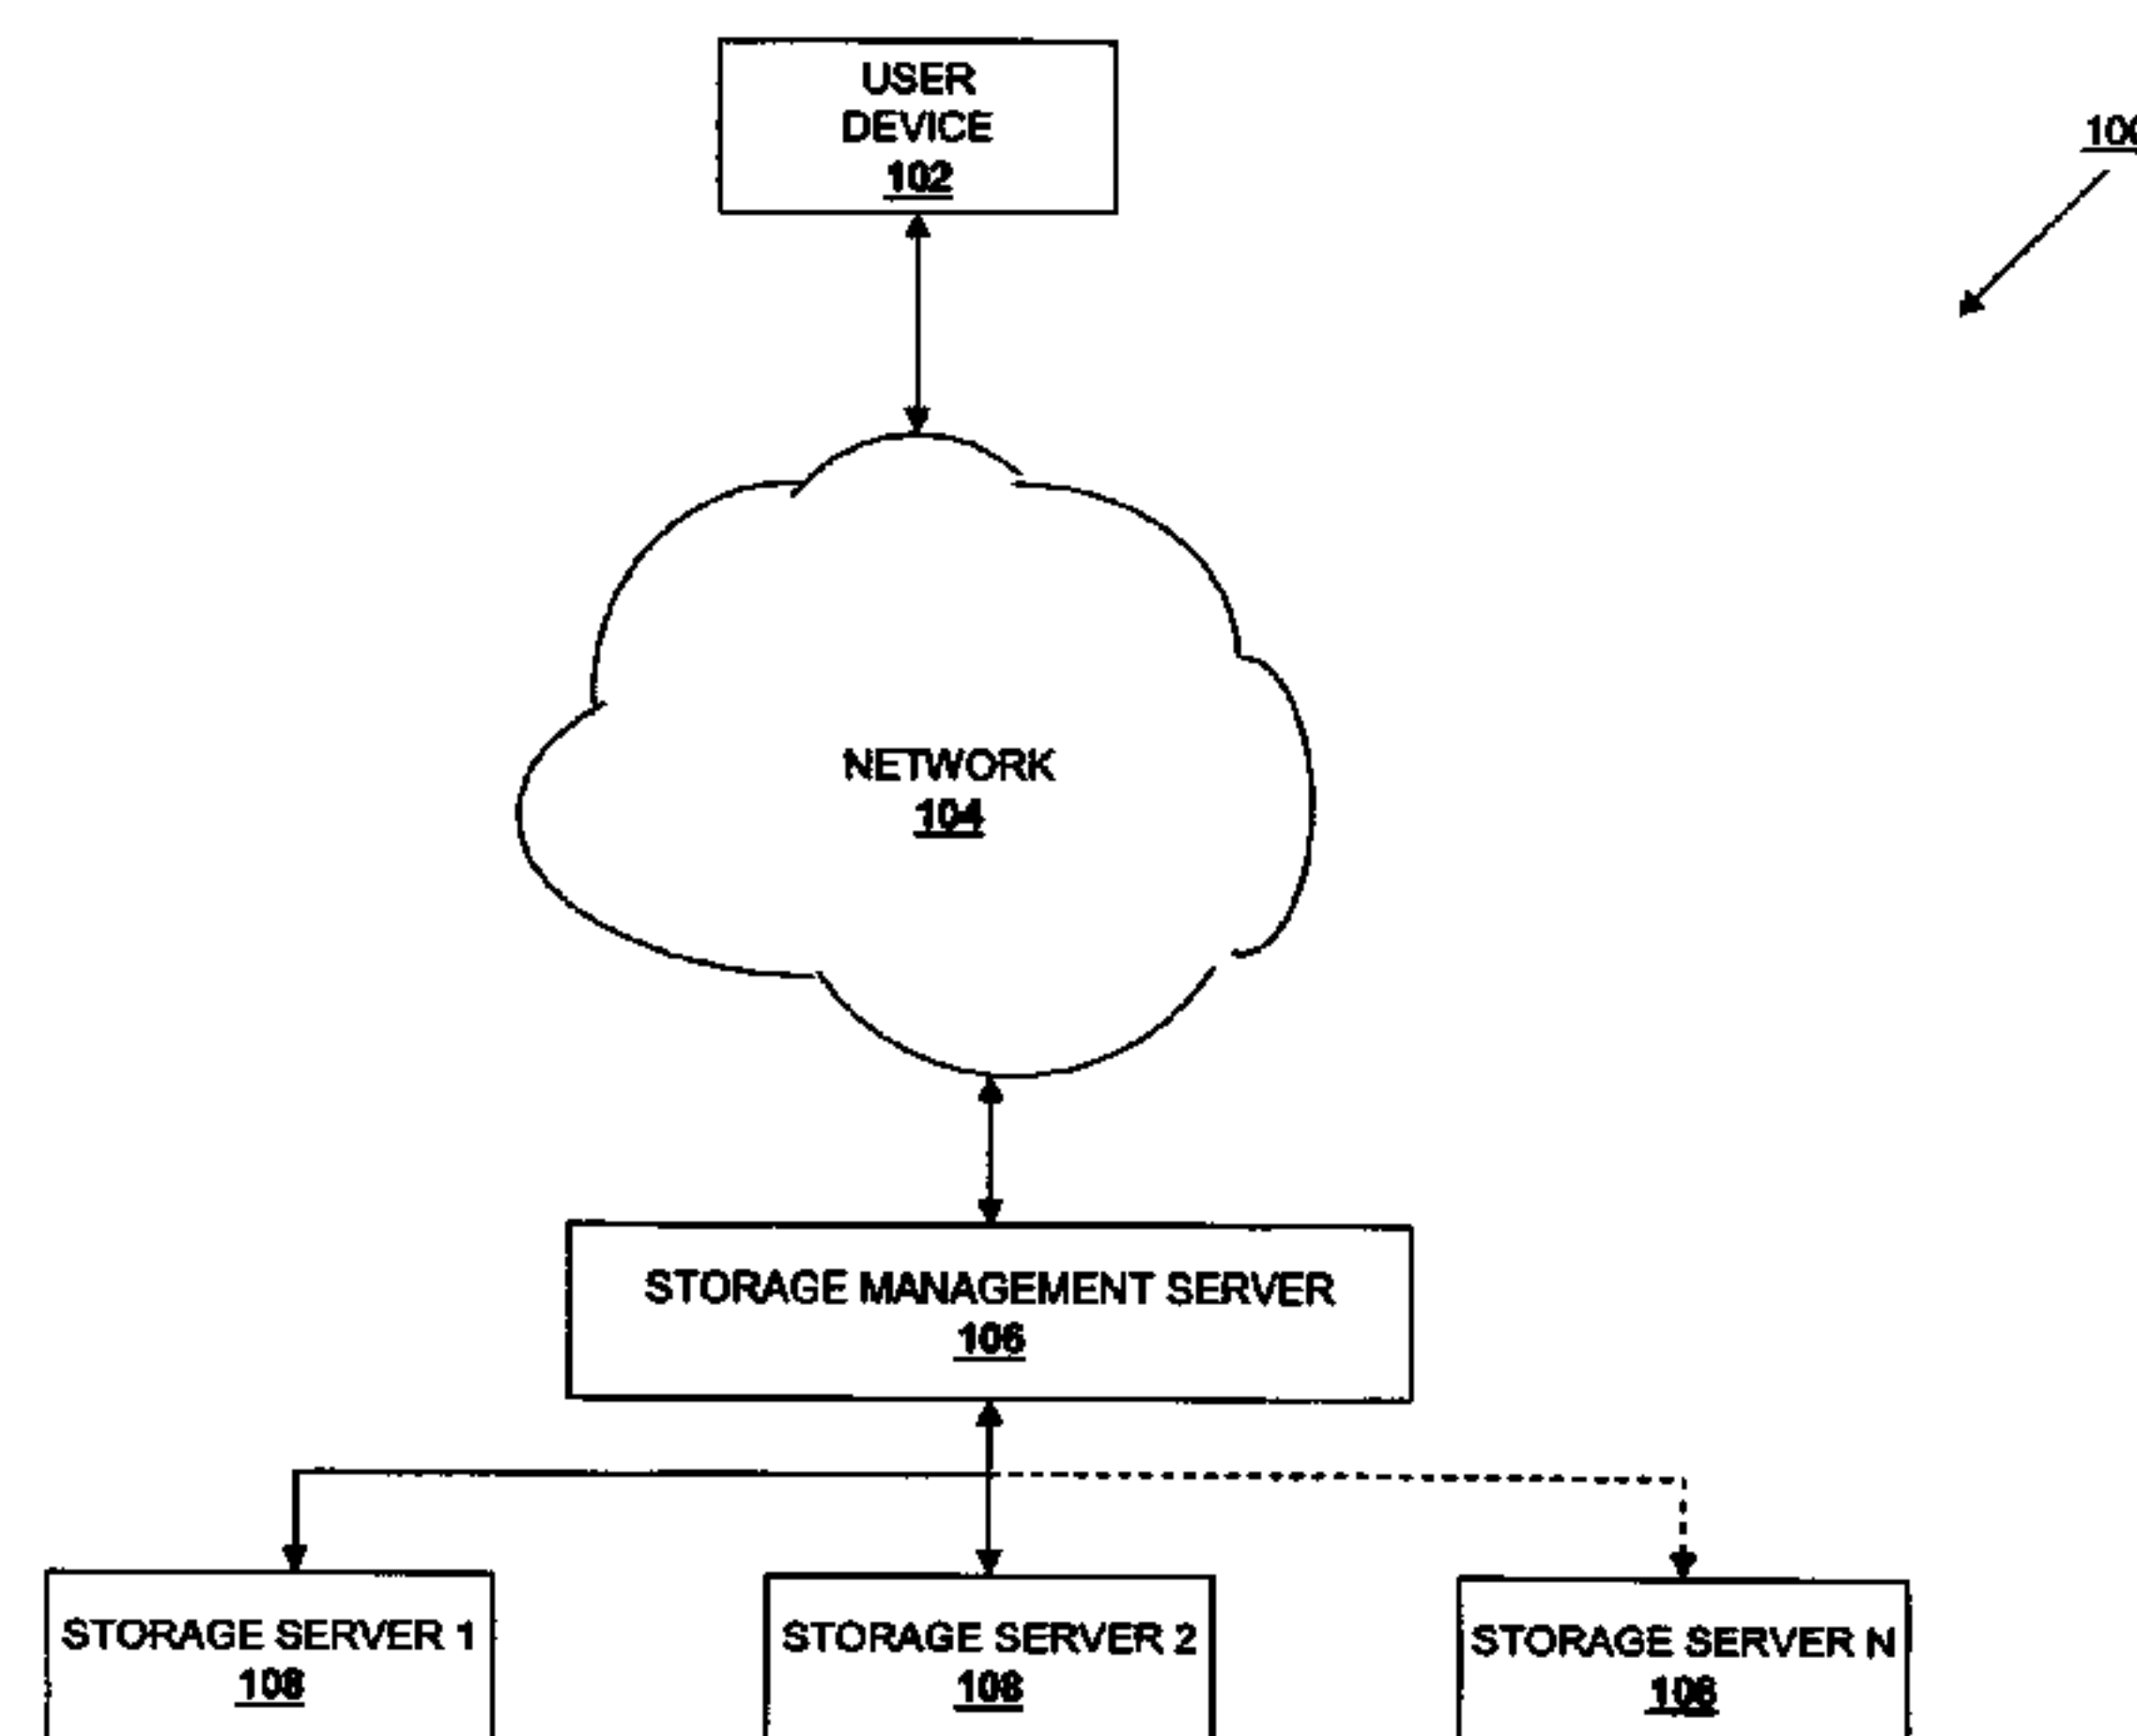 USER
DEVICE
102
100
NETWORK
104
STORAGE MANAGEMENT SERVER
106
STORAGE SERVER 1
108
STORAGE SERVER 2
108
STORAGE SERVER N
108